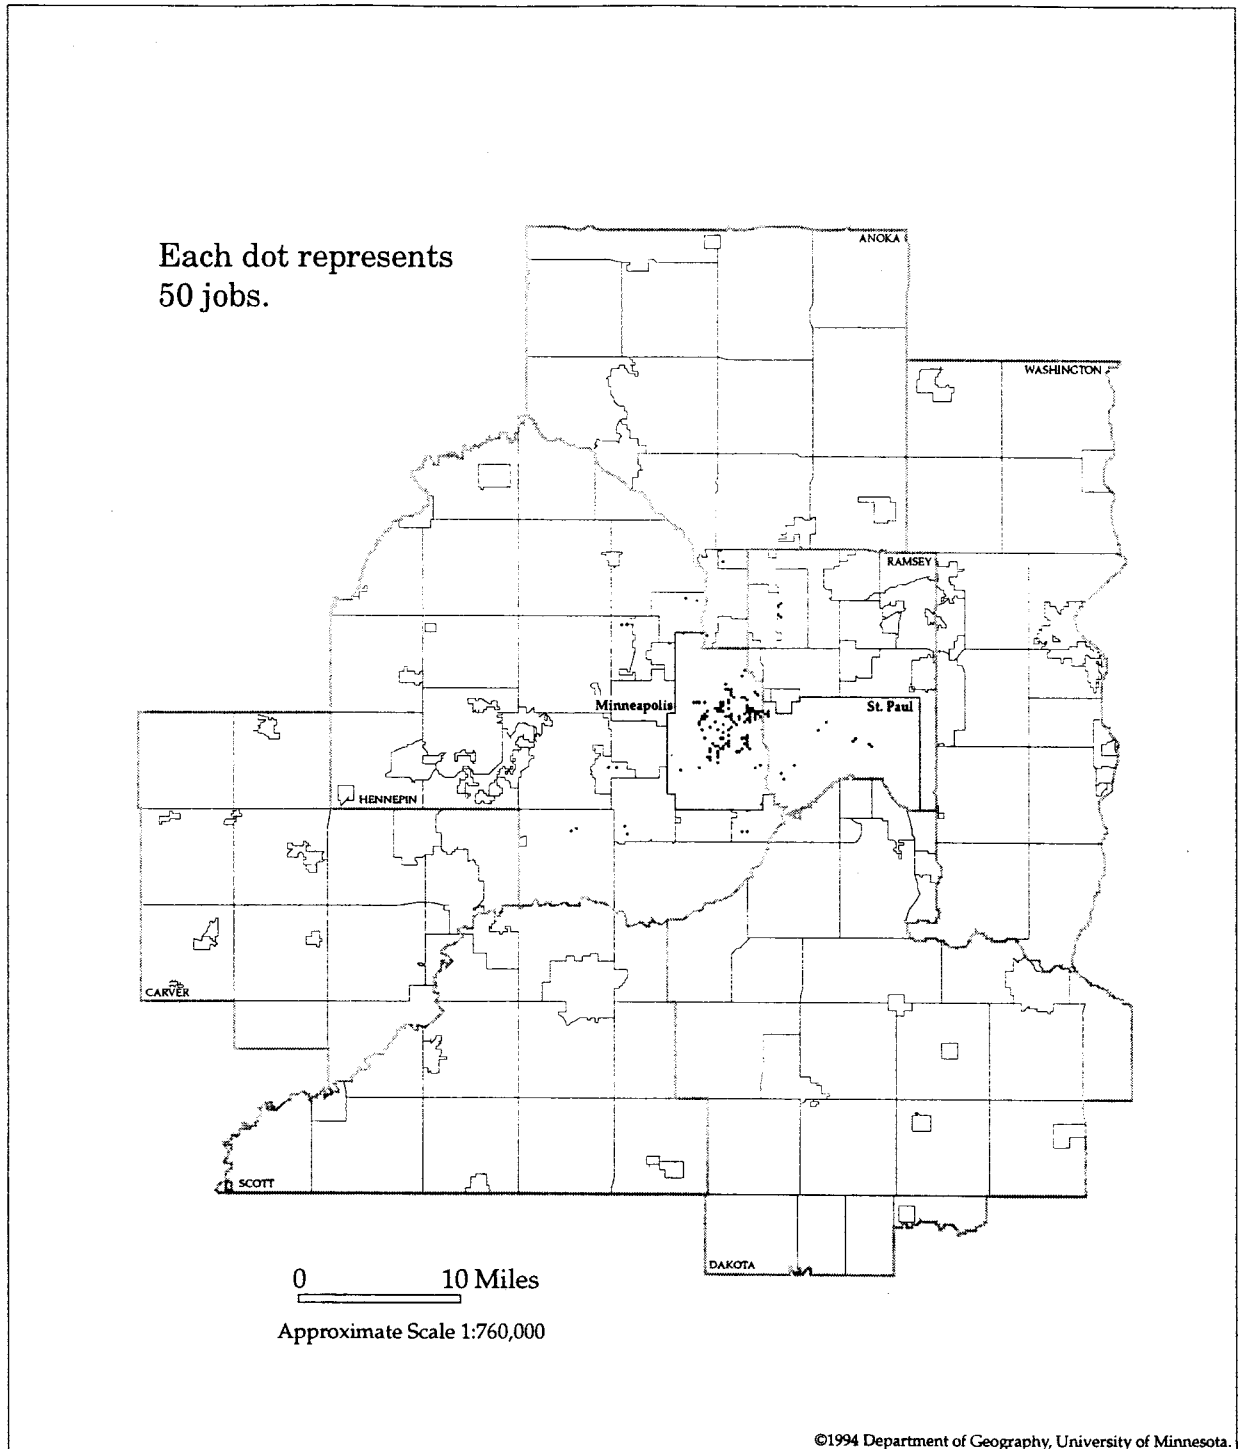 Each dot represents
50 jobs.
ANOKA
WASHINGTON
RAMSEY
Minneapolis
St. Paul
HENNEPIN
CARVER
SCOTT
DAKOTA
0 10 Miles
Approximate Scale 1:760,000
©1994 Department of Geography, University of Minnesota.